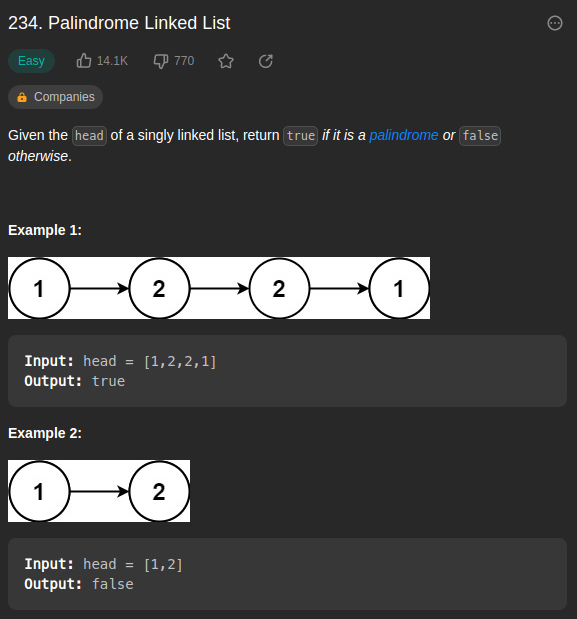 234. Palindrome Linked List
Easy 14.1K 770
Companies
Given the head of a singly linked list, return true if it is a palindrome or false
otherwise.
Example 1:
1 2 2 1
Input: head = [1,2,2,1]
Output: true
Example 2:
1 2
Input: head = [1,2]
Output: false